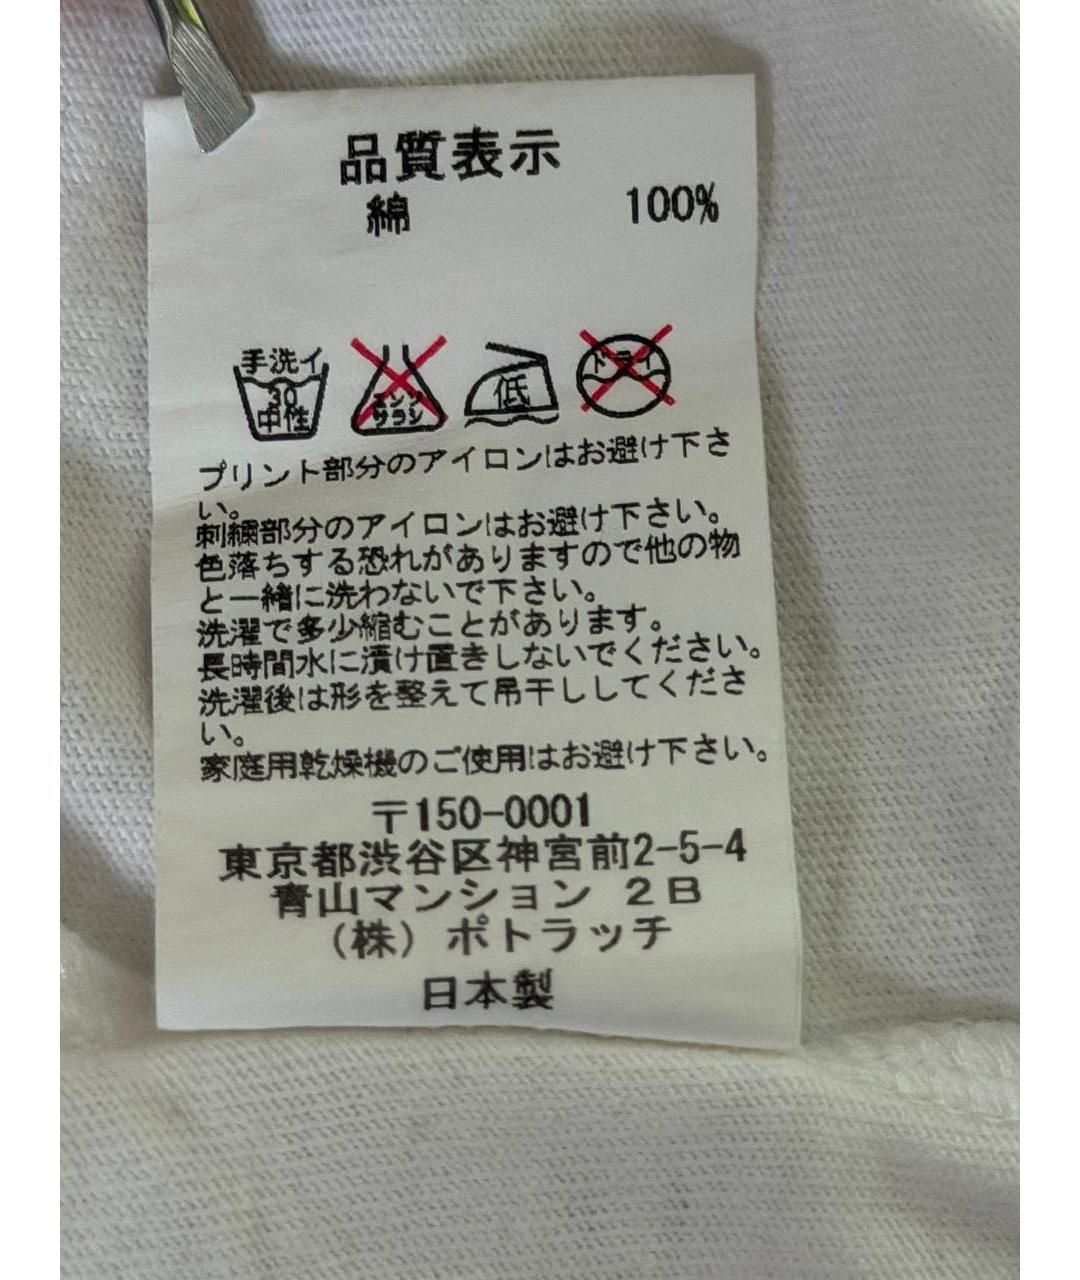 品質表示
綿 100%
手洗イ
30
中性
エンソ
サラシ
低
ドライ
プリント部分のアイロンはお避け下さ
い。
刺繍部分のアイロンはお避け下さい。
色落ちする恐れがありますので他の物
と一緒に洗わないで下さい。
洗濯で多少縮むことがあります。
長時間水に漬け置きしないでください。
洗濯後は形を整えて吊干ししてくださ
い。
家庭用乾燥機のご使用はお避け下さい。
〒150-0001
東京都渋谷区神宮前2-5-4
青山マンション 2B
(株) ポトラッチ
日本製